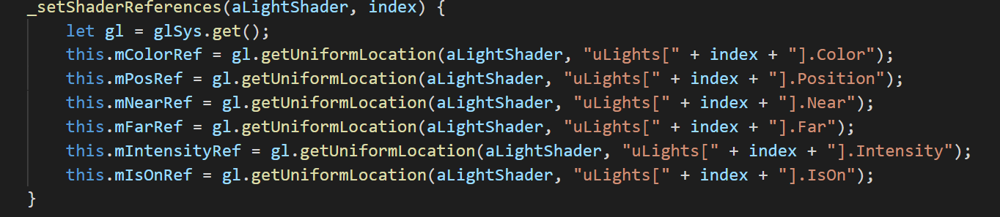 _setShaderReferences(aLightShader, index) {
    let gl = glSys.get();
    this.mColorRef = gl.getUniformLocation(aLightShader, "uLights[" + index + "].Color");
    this.mPosRef = gl.getUniformLocation(aLightShader, "uLights[" + index + "].Position");
    this.mNearRef = gl.getUniformLocation(aLightShader, "uLights[" + index + "].Near");
    this.mFarRef = gl.getUniformLocation(aLightShader, "uLights[" + index + "].Far");
    this.mIntensityRef = gl.getUniformLocation(aLightShader, "uLights[" + index + "].Intensity");
    this.mIsOnRef = gl.getUniformLocation(aLightShader, "uLights[" + index + "].IsOn");
}